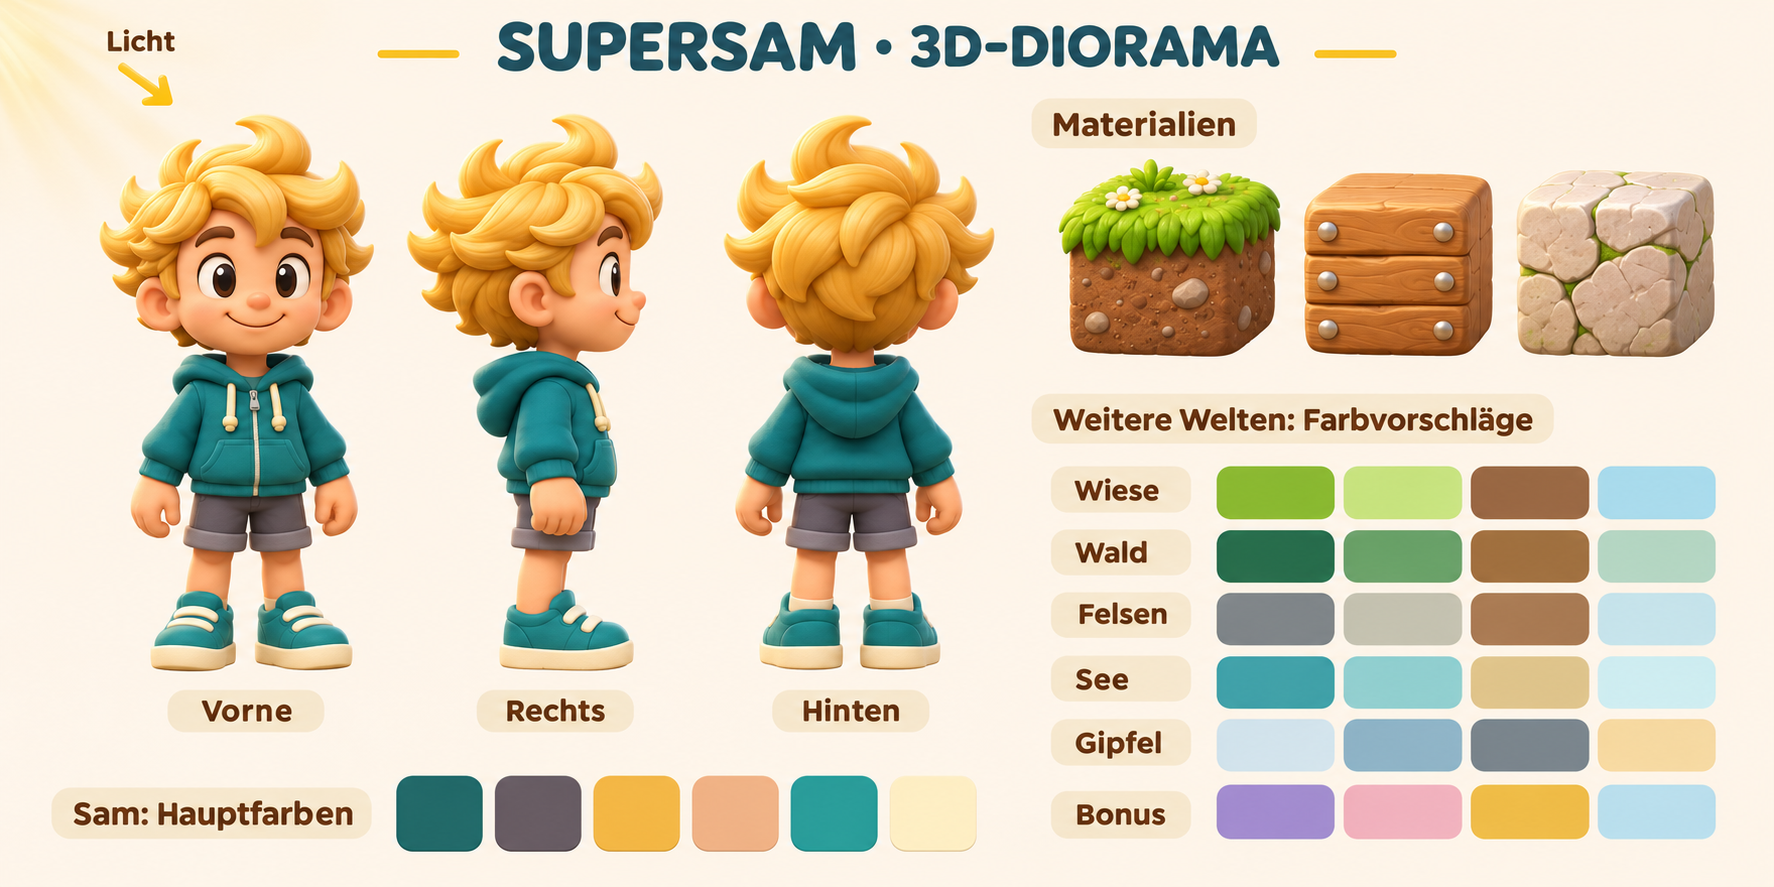 Licht
SUPERSAM • 3D-DIORAMA
Materialien
Weitere Welten: Farbvorschläge
Wiese
Wald
Felsen
See
Gipfel
Bonus
Vorne
Rechts
Hinten
Sam: Hauptfarben